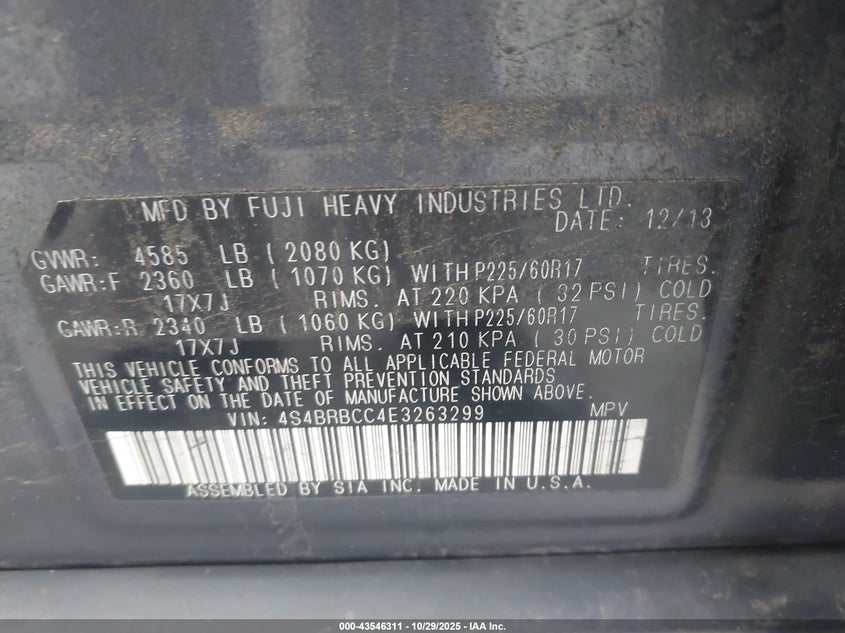 MFD BY FUJI HEAVY INDUSTRIES LTD.
DATE: 12/13
GVWR: 4585 LB ( 2080 KG)
GAWR:F 2360 LB ( 1070 KG) WITH P225/60R17 TIRES.
17X7J RIMS. AT 220 KPA ( 32 PSI) COLD
GAWR:R 2340 LB ( 1060 KG) WITH P225/60R17 TIRES.
17X7J RIMS. AT 210 KPA ( 30 PSI) COLD
THIS VEHICLE CONFORMS TO ALL APPLICABLE FEDERAL MOTOR
VEHICLE SAFETY AND THEFT PREVENTION STANDARDS
IN EFFECT ON THE DATE OF MANUFACTURE SHOWN ABOVE.
VIN: 4S4BRBCC4E3263299 MPV
ASSEMBLED BY SIA INC. MADE IN U.S.A.
000-43546311 - 10/29/2025 - IAA Inc.